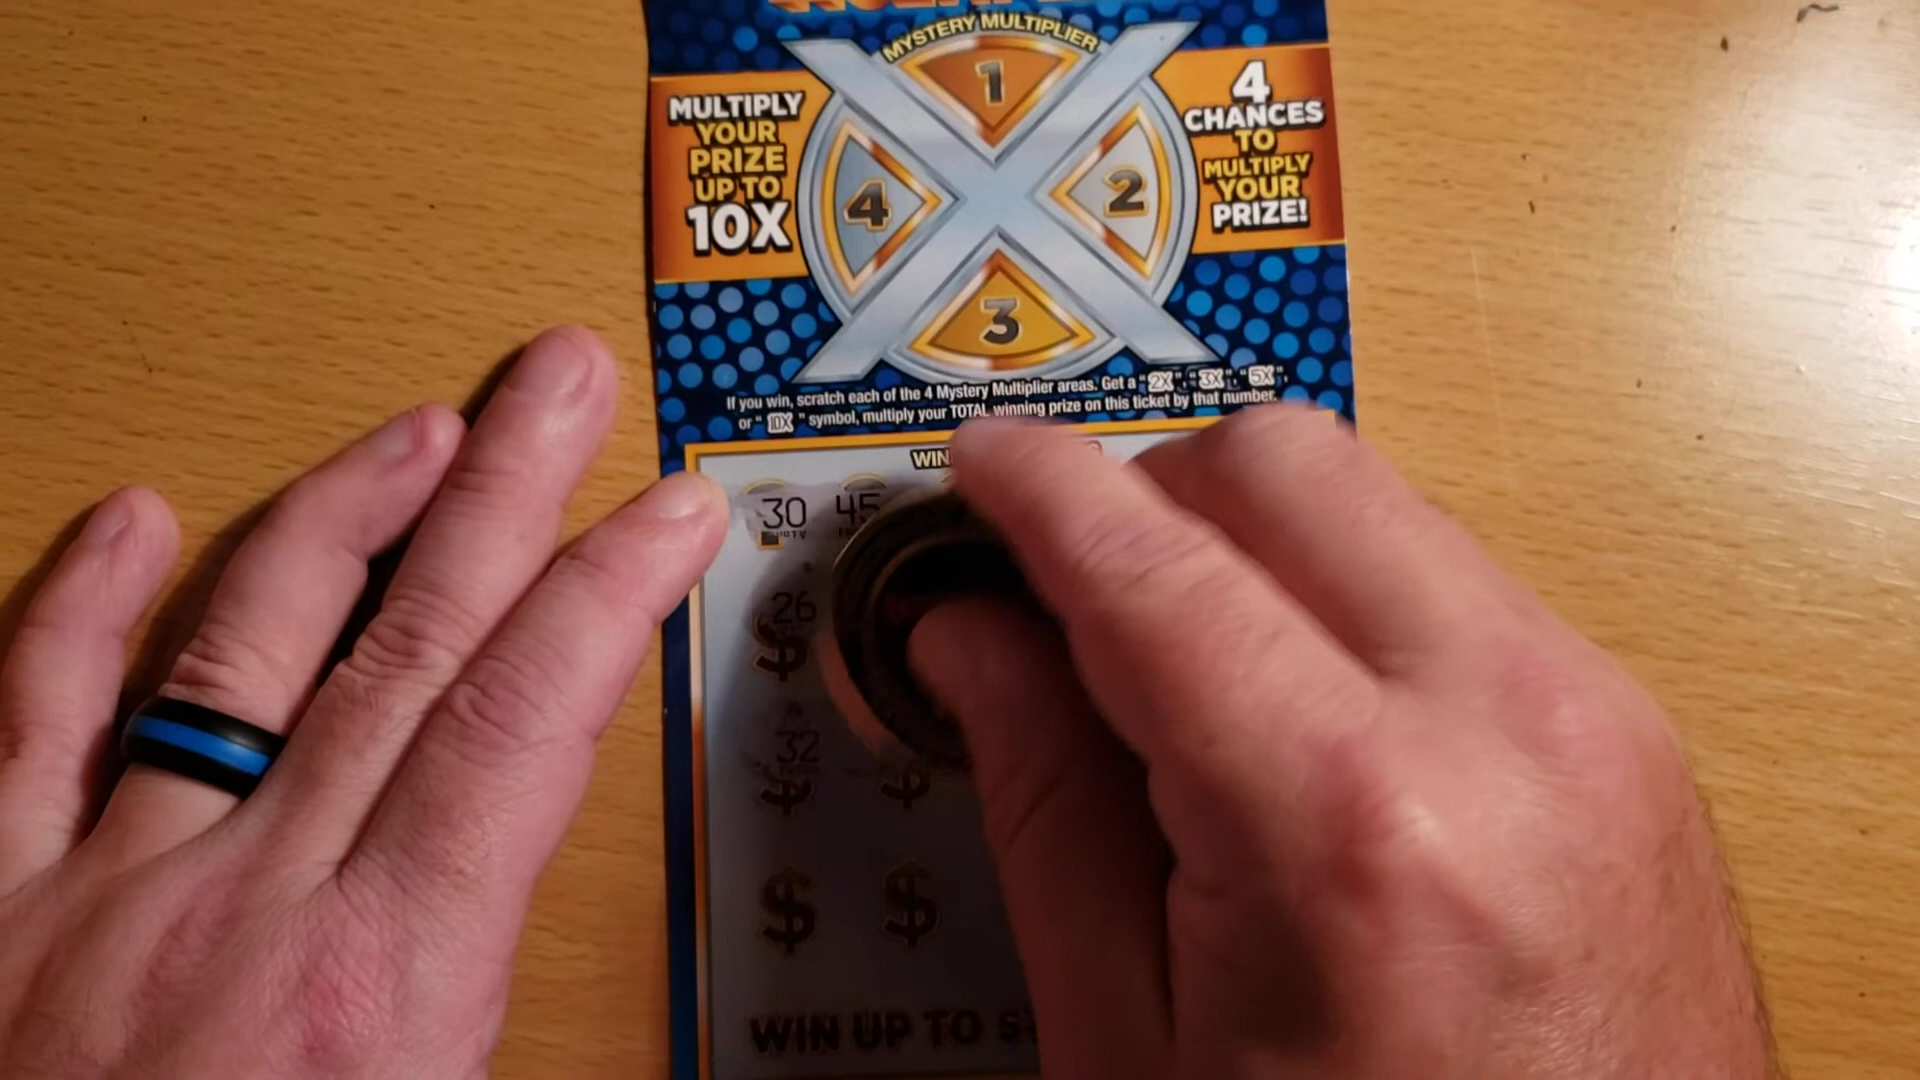 MYSTERY MULTIPLIER
1
MULTIPLY
YOUR
PRIZE
UP TO
10X
4
CHANCES
TO
MULTIPLY
YOUR
PRIZE!
4
2
3
If you win, scratch each of the 4 Mystery Multiplier areas. Get a "2X", "3X", "5X",
or "10X" symbol, multiply your TOTAL winning prize on this ticket by that number.
30 45
26
$
32
$ $
$ $
WIN UP TO